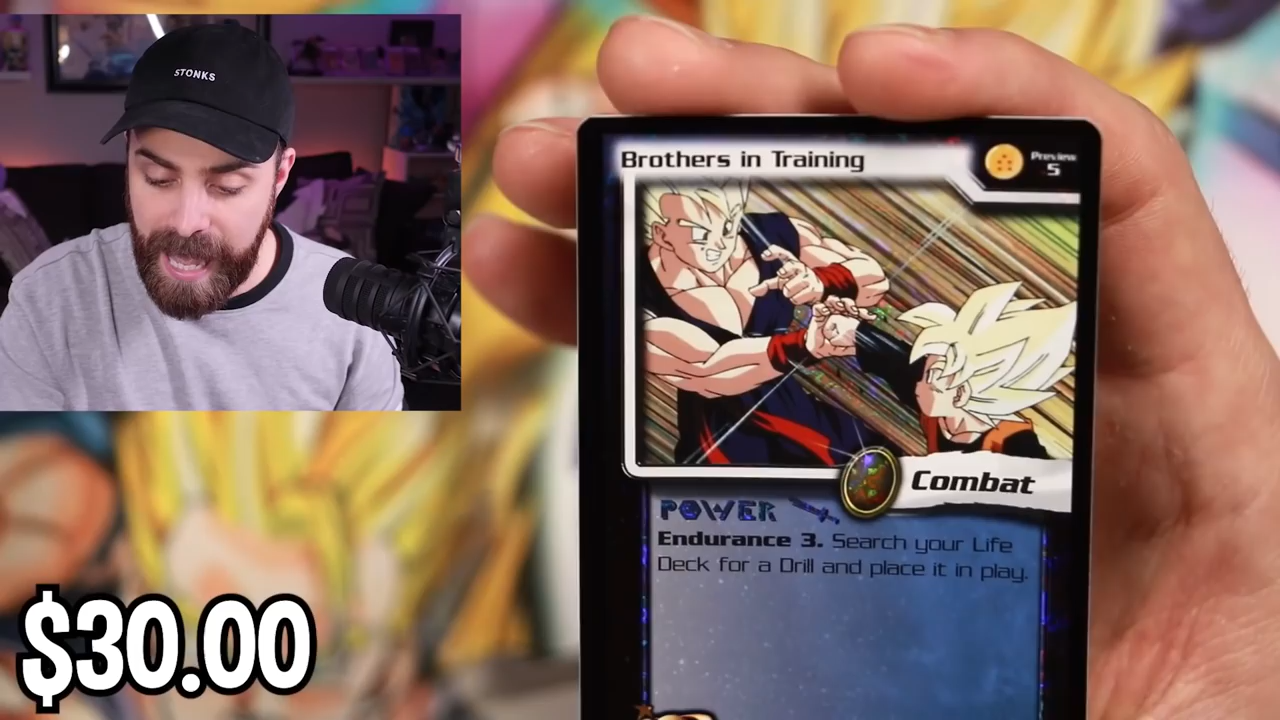 STONKS
Brothers in Training
Preview
5
Combat
POWER
Endurance 3. Search your Life
Deck for a Drill and place it in play.
$30.00